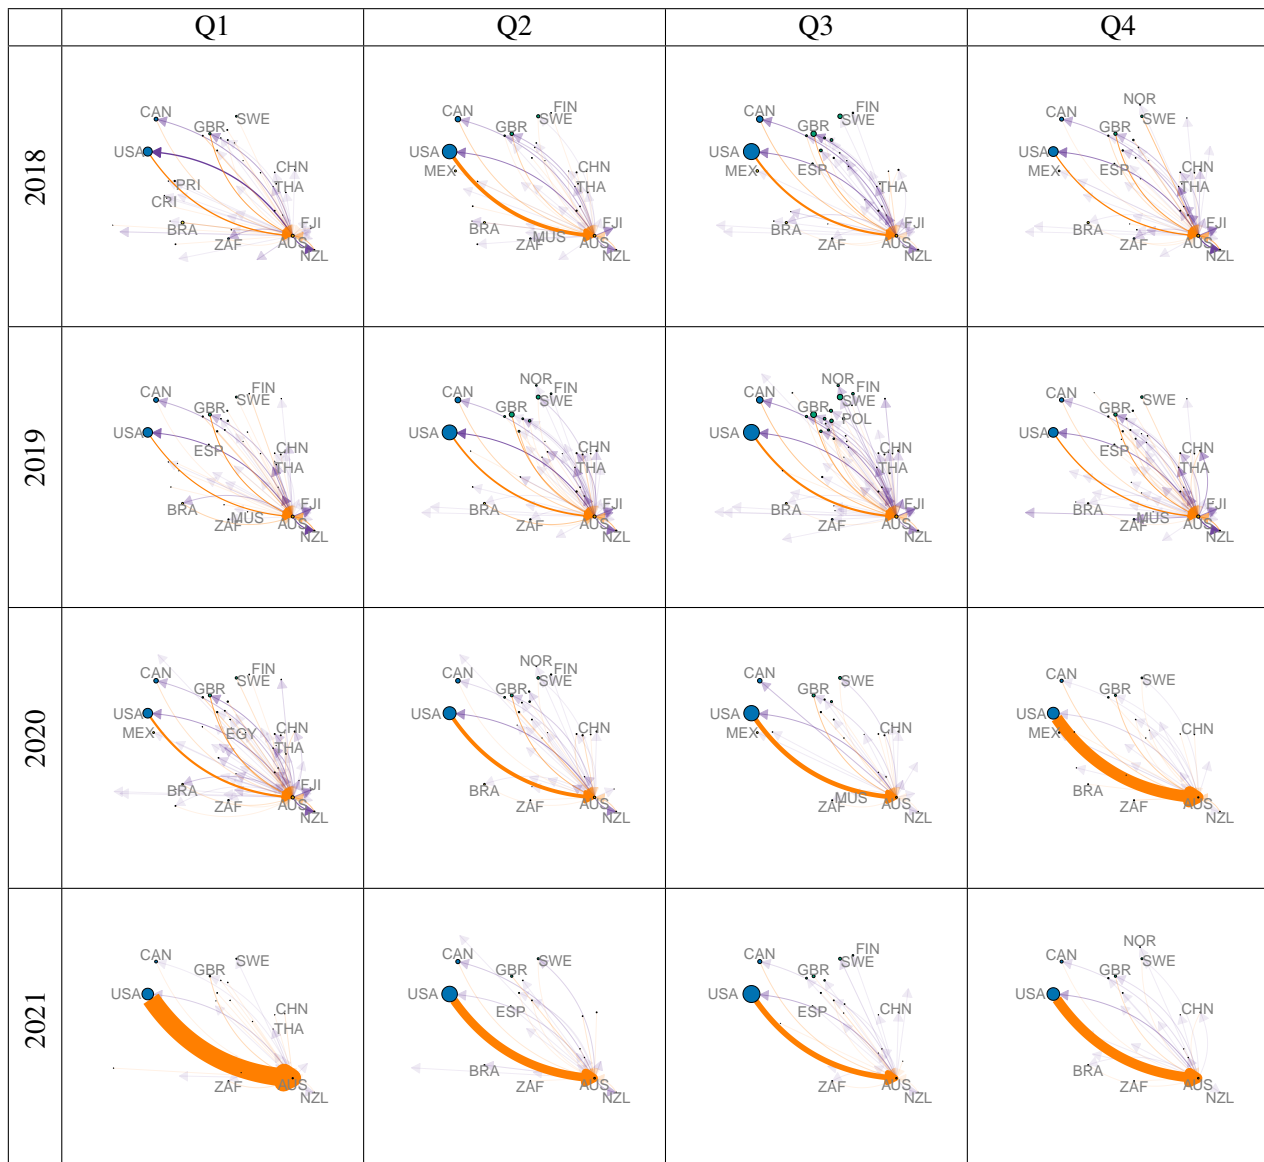 Q1 Q2 Q3 Q4
2018
CAN
GBR
SWE
USA
PRI
CRI
CHN
THA
BRA
ZAF
FJI
AUS
NZL
CAN
GBR
FIN
SWE
USA
MEX
CHN
THA
BRA
ZAF
MUS
FJI
AUS
NZL
CAN
GBR
FIN
SWE
USA
MEX
ESP
THA
BRA
ZAF
FJI
AUS
NZL
NOR
CAN
GBR
SWE
USA
MEX
ESP
CHN
THA
BRA
ZAF
FJI
AUS
NZL
2019
CAN
GBR
FIN
SWE
USA
ESP
CHN
THA
BRA
ZAF
MUS
FJI
AUS
NZL
NOR
CAN
GBR
FIN
SWE
USA
CHN
THA
BRA
ZAF
FJI
AUS
NZL
NOR
CAN
GBR
FIN
SWE
POL
USA
CHN
THA
BRA
ZAF
FJI
AUS
NZL
CAN
GBR
SWE
USA
ESP
CHN
THA
BRA
ZAF
MUS
FJI
AUS
NZL
2020
CAN
GBR
FIN
SWE
USA
MEX
EGY
CHN
THA
BRA
ZAF
FJI
AUS
NZL
NOR
CAN
GBR
FIN
SWE
USA
CHN
BRA
ZAF
AUS
NZL
CAN
GBR
SWE
USA
MEX
CHN
ZAF
MUS
AUS
NZL
CAN
GBR
SWE
USA
MEX
CHN
BRA
ZAF
AUS
NZL
2021
CAN
GBR
SWE
USA
CHN
THA
ZAF
AUS
NZL
CAN
GBR
SWE
USA
ESP
BRA
ZAF
AUS
NZL
CAN
GBR
FIN
SWE
USA
ESP
CHN
ZAF
AUS
NZL
NOR
CAN
GBR
SWE
USA
CHN
BRA
ZAF
AUS
NZL